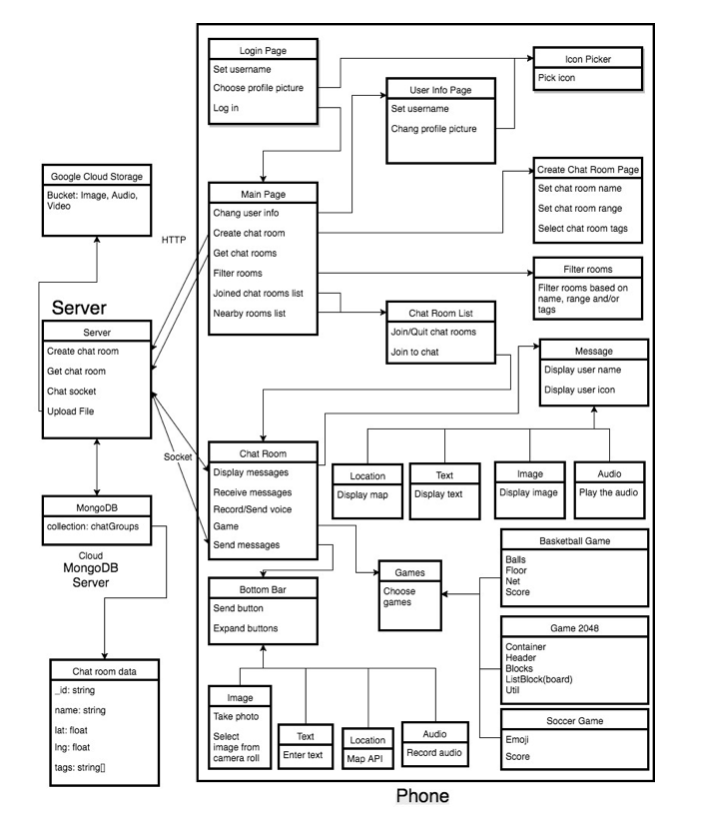 Login Page
Set username
Choose profile picture
Log in
Icon Picker
Pick icon
User Info Page
Set username
Chang profile picture
Google Cloud Storage
Bucket: Image, Audio,
Video
Main Page
Chang user info
Create chat room
Get chat rooms
Filter rooms
Joined chat rooms list
Nearby rooms list
Create Chat Room Page
Set chat room name
Set chat room range
Select chat room tags
HTTP
Filter rooms
Filter rooms based on
name, range and/or
tags
Server
Server
Create chat room
Get chat room
Chat socket
Upload File
Chat Room List
Join/Quit chat rooms
Join to chat
Message
Display user name
Display user icon
Socket
Chat Room
Display messages
Receive messages
Record/Send voice
Game
Send messages
Location
Display map
Text
Display text
Image
Display image
Audio
Play the audio
MongoDB
collection: chatGroups
Cloud
MongoDB
Server
Basketball Game
Balls
Floor
Net
Score
Games
Choose
games
Bottom Bar
Send button
Expand buttons
Game 2048
Container
Header
Blocks
ListBlock(board)
Util
Chat room data
_id: string
name: string
lat: float
lng: float
tags: string[]
Image
Take photo
Select
image from
camera roll
Text
Enter text
Location
Map API
Audio
Record audio
Soccer Game
Emoji
Score
Phone